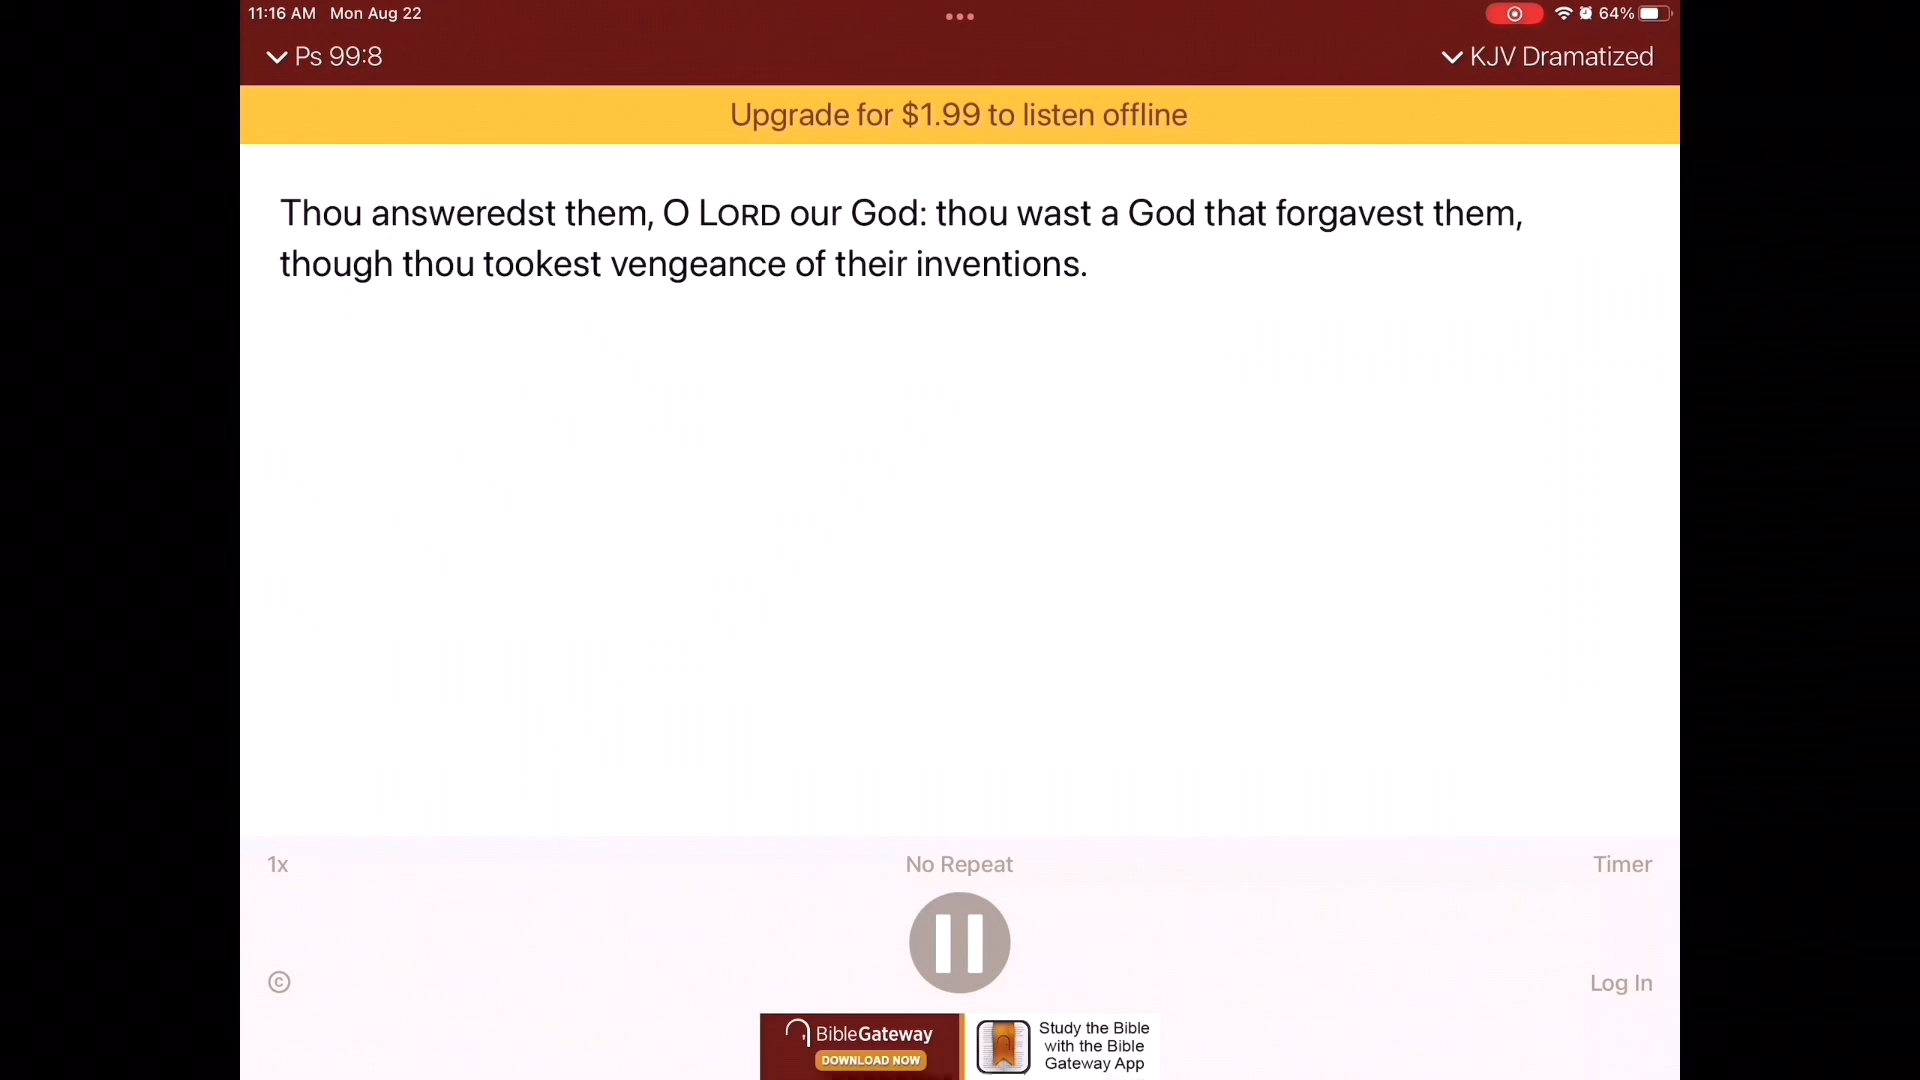 11:16 AM Mon Aug 22
64%
Ps 99:8
KJV Dramatized
Upgrade for $1.99 to listen offline
Thou answeredst them, O LORD our God: thou wast a God that forgavest them,
though thou tookest vengeance of their inventions.
1x
No Repeat
Timer
©
Log In
BibleGateway
DOWNLOAD NOW
Study the Bible
with the Bible
Gateway App